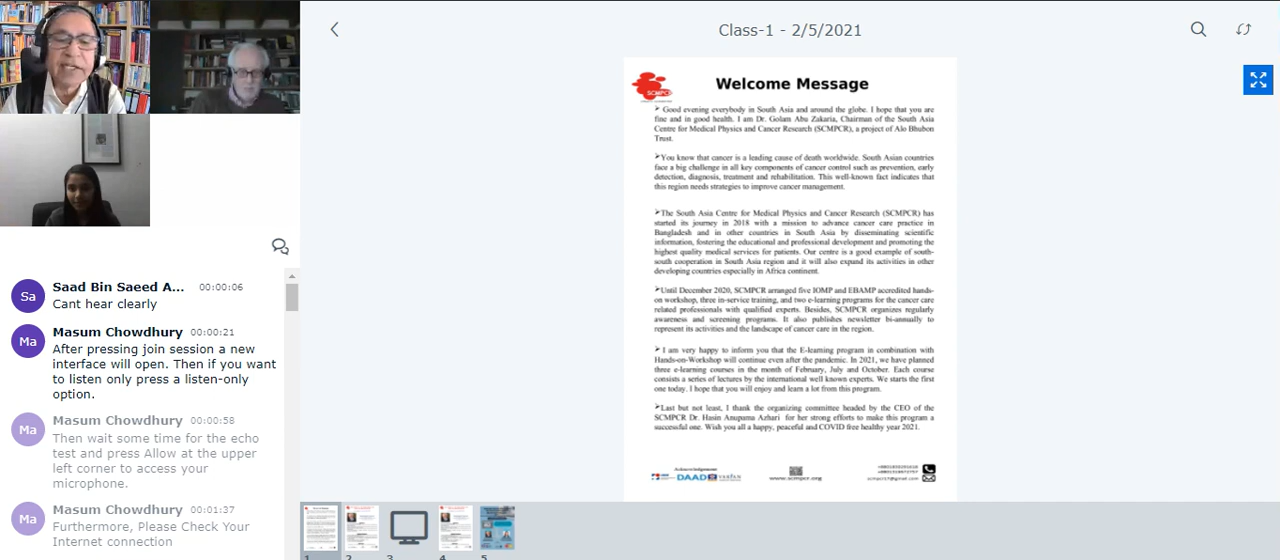 Class-1 - 2/5/2021
SCMPCR
Welcome Message
Good evening everybody in South Asia and around the globe. I hope that you are
fine and in good health. I am Dr. Golam Abu Zakaria, Chairman of the South Asia
Centre for Medical Physics and Cancer Research (SCMPCR), a project of Alo Bhubon
Trust.
You know that cancer is a leading cause of death worldwide. South Asian countries
face a big challenge in all key components of cancer control such as prevention, early
detection, diagnosis, treatment and rehabilitation. This well-known fact indicates that
this region needs strategies to improve cancer management.
The South Asia Centre for Medical Physics and Cancer Research (SCMPCR) has
started its journey in 2018 with a mission to advance cancer care practice in
Bangladesh and in other countries in South Asia by disseminating scientific
information, fostering the educational and professional development and promoting the
highest quality medical services for patients. Our centre is a good example of south-
south cooperation in South Asia region and it will also expand its activities in other
developing countries especially in Africa continent.
Until December 2020, SCMPCR arranged five IOMP and EBAMP accredited hands-
on workshop, three in-service training, and two e-learning programs for the cancer care
related professionals with qualified experts. Besides, SCMPCR organizes regularly
awareness and screening programs. It also publishes newsletter bi-annually to
represent its activities and the landscape of cancer care in the region.
I am very happy to inform you that the E-learning program in combination with
Hands-on-Workshop will continue even after the pandemic. In 2021, we have planned
three e-learning courses in the month of February, July and October. Each course
consists a series of lectures by the international well known experts. We starts the first
one today. I hope that you will enjoy and learn a lot from this program.
Last but not least, I thank the organizing committee headed by the CEO of the
SCMPCR Dr. Hasin Anupama Azhari for her strong efforts to make this program a
successful one. Wish you all a happy, peaceful and COVID free healthy year 2021.
DAAD
www.scmpcr.org
Sa
Saad Bin Saeed A... 00:00:06
Cant hear clearly
Ma
Masum Chowdhury 00:00:21
After pressing join session a new
interface will open. Then if you want
to listen only press a listen-only
option.
Ma
Masum Chowdhury 00:00:58
Then wait some time for the echo
test and press Allow at the upper
left corner to access your
microphone.
Ma
Masum Chowdhury 00:01:37
Furthermore, Please Check Your
Internet connection
1 2 3 4 5